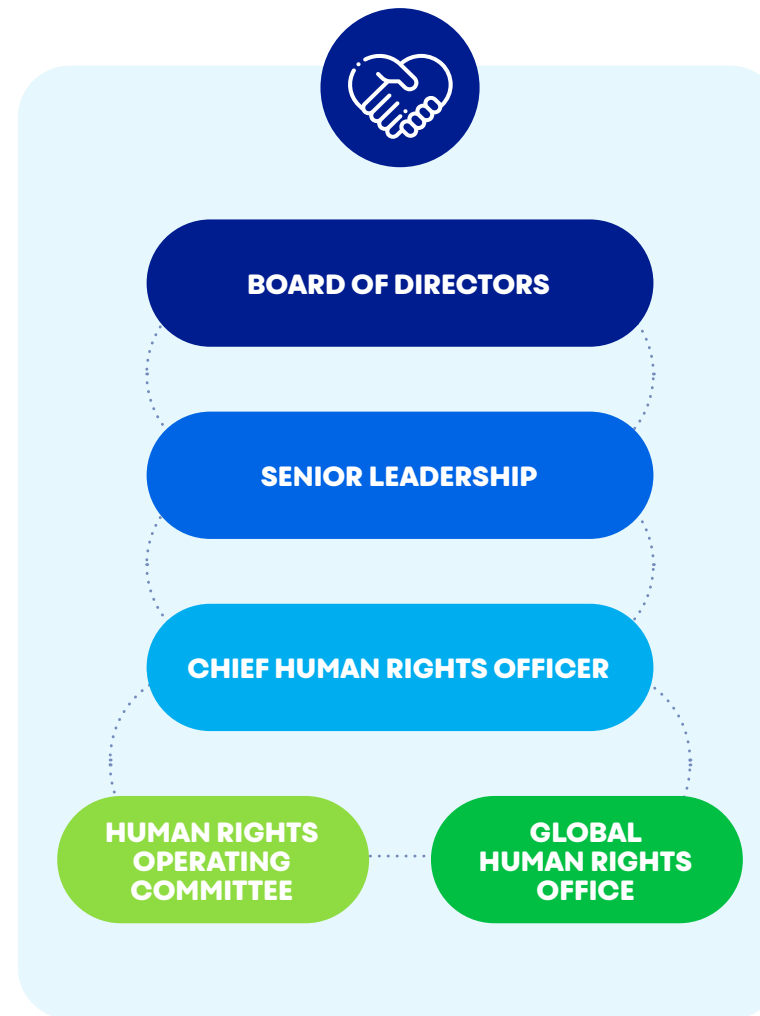 BOARD OF DIRECTORS
SENIOR LEADERSHIP
CHIEF HUMAN RIGHTS OFFICER
HUMAN RIGHTS
OPERATING
COMMITTEE
GLOBAL
HUMAN RIGHTS
OFFICE